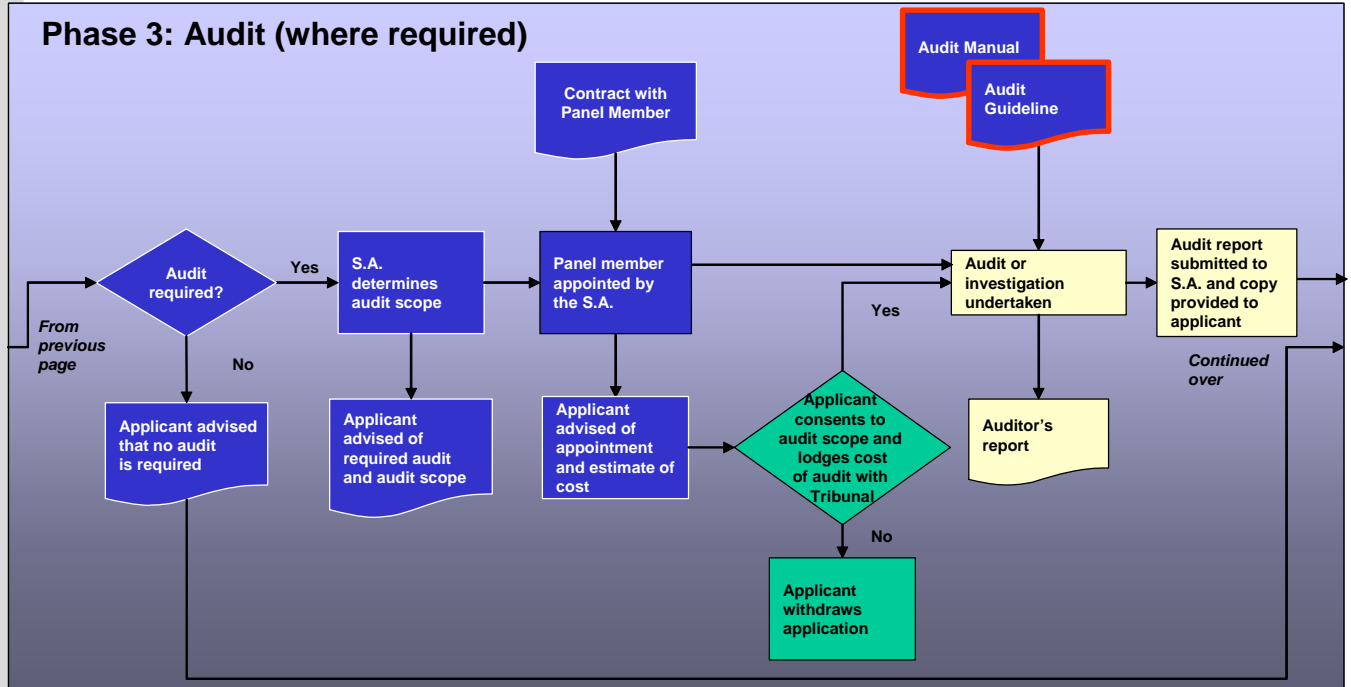 Phase 3: Audit (where required)
Audit Manual
Audit
Guideline
Contract with
Panel Member
From
previous
page
Audit
required?
Yes
No
S.A.
determines
audit scope
Panel member
appointed by
the S.A.
Audit or
investigation
undertaken
Audit report
submitted to
S.A. and copy
provided to
applicant
Applicant advised
that no audit
is required
Applicant
advised of
required audit
and audit scope
Applicant
advised of
appointment
and estimate of
cost
Applicant
consents to
audit scope and
lodges cost
of audit with
Tribunal
Yes
No
Applicant
withdraws
application
Auditor's
report
Continued
over